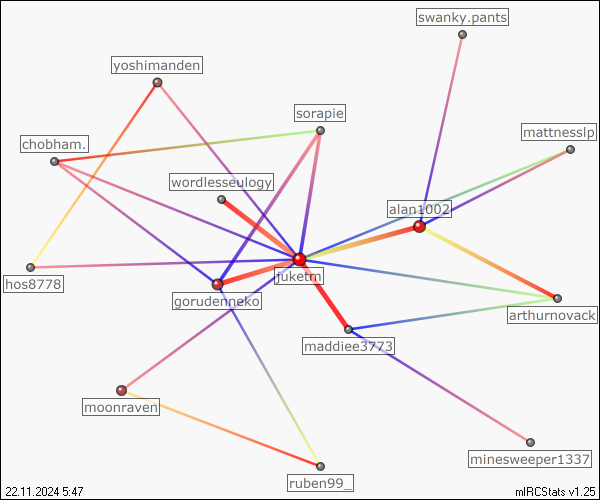 swanky.pants
yoshimanden
sorapie
mattnesslp
chobham.
wordlesseulogy
alan1002
juketm
hos8778
gorudenneko
arthurnovack
maddiee3773
moonraven
minesweeper1337
ruben99_
22.11.2024 5:47
mIRCStats v1.25